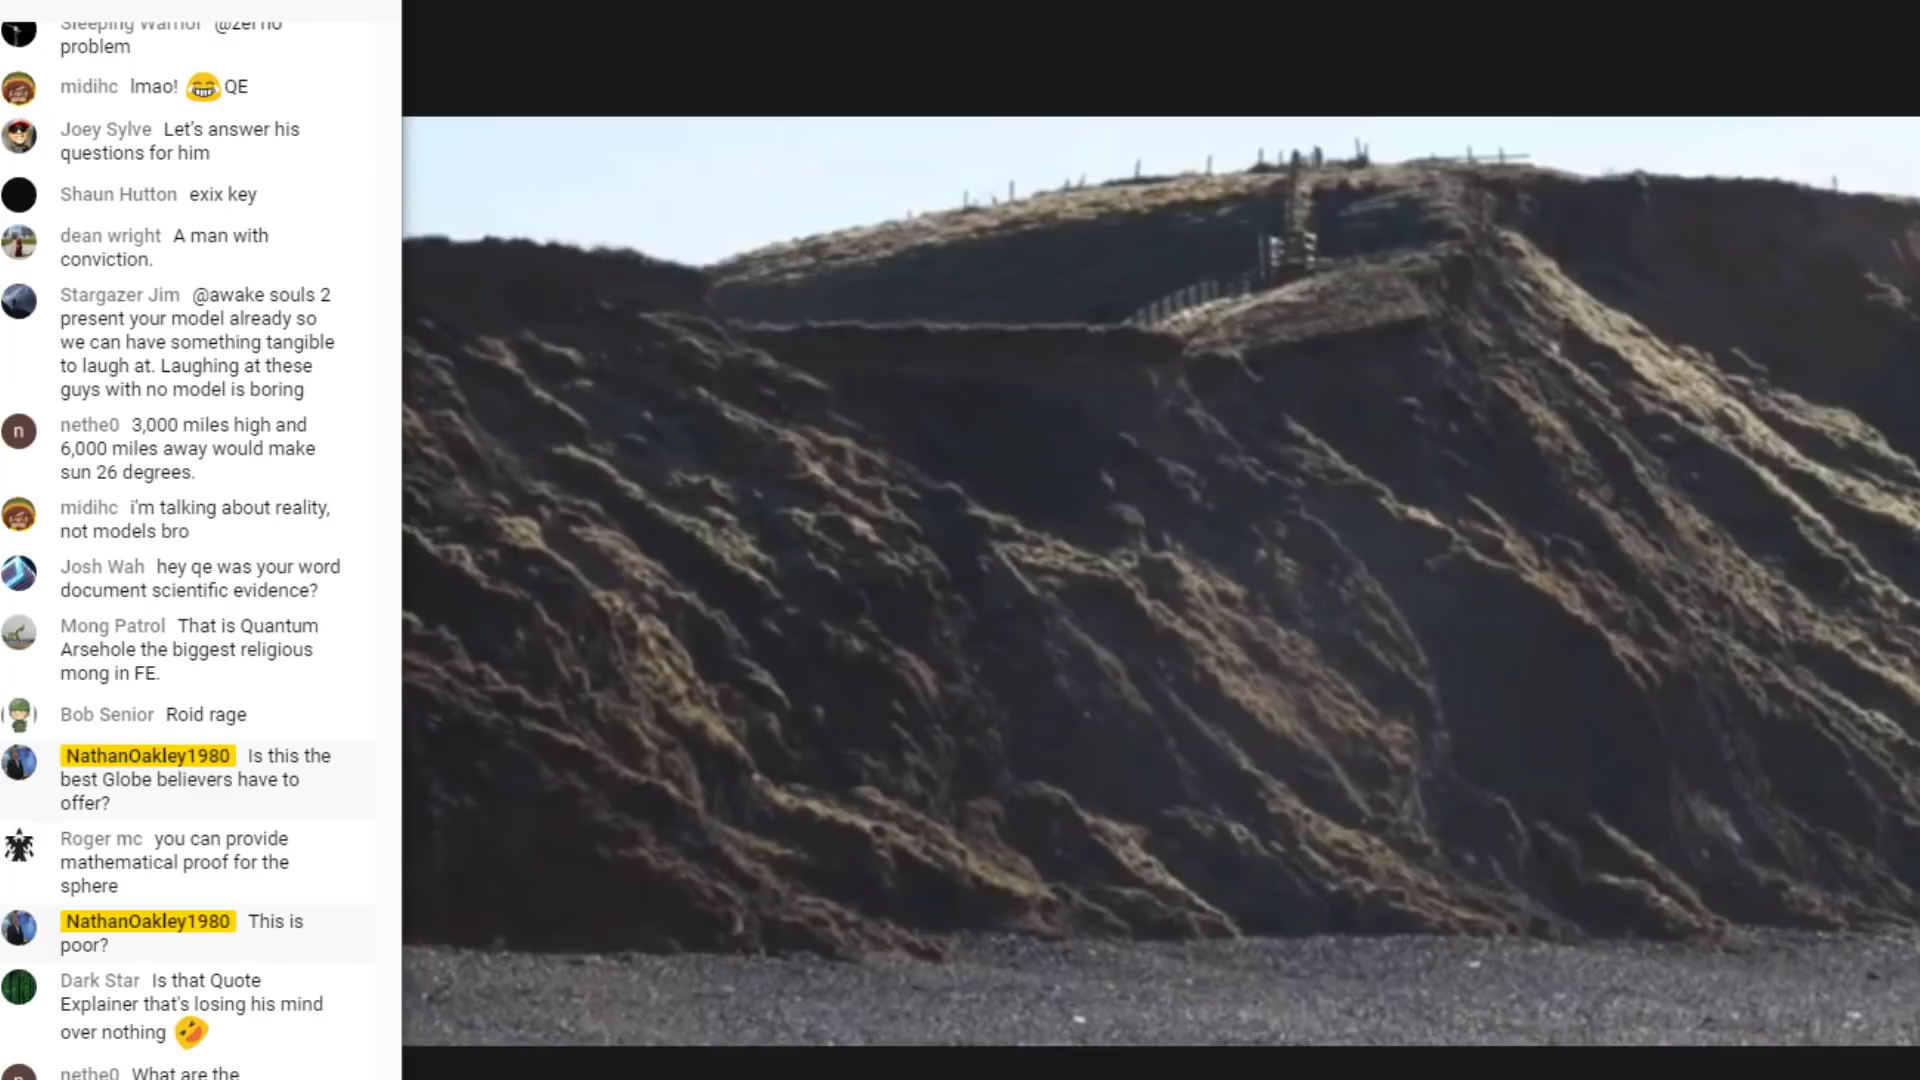 Sleeping Warrior @zerno
problem
midihc lmao! QE
Joey Sylve Let's answer his
questions for him
Shaun Hutton exix key
dean wright A man with
conviction.
Stargazer Jim @awake souls 2
present your model already so
we can have something tangible
to laugh at. Laughing at these
guys with no model is boring
n
nethe0 3,000 miles high and
6,000 miles away would make
sun 26 degrees.
midihc i'm talking about reality,
not models bro
Josh Wah hey qe was your word
document scientific evidence?
Mong Patrol That is Quantum
Arsehole the biggest religious
mong in FE.
Bob Senior Roid rage
NathanOakley1980 Is this the
best Globe believers have to
offer?
Roger mc you can provide
mathematical proof for the
sphere
NathanOakley1980 This is
poor?
Dark Star Is that Quote
Explainer that's losing his mind
over nothing
nethe0 What are the